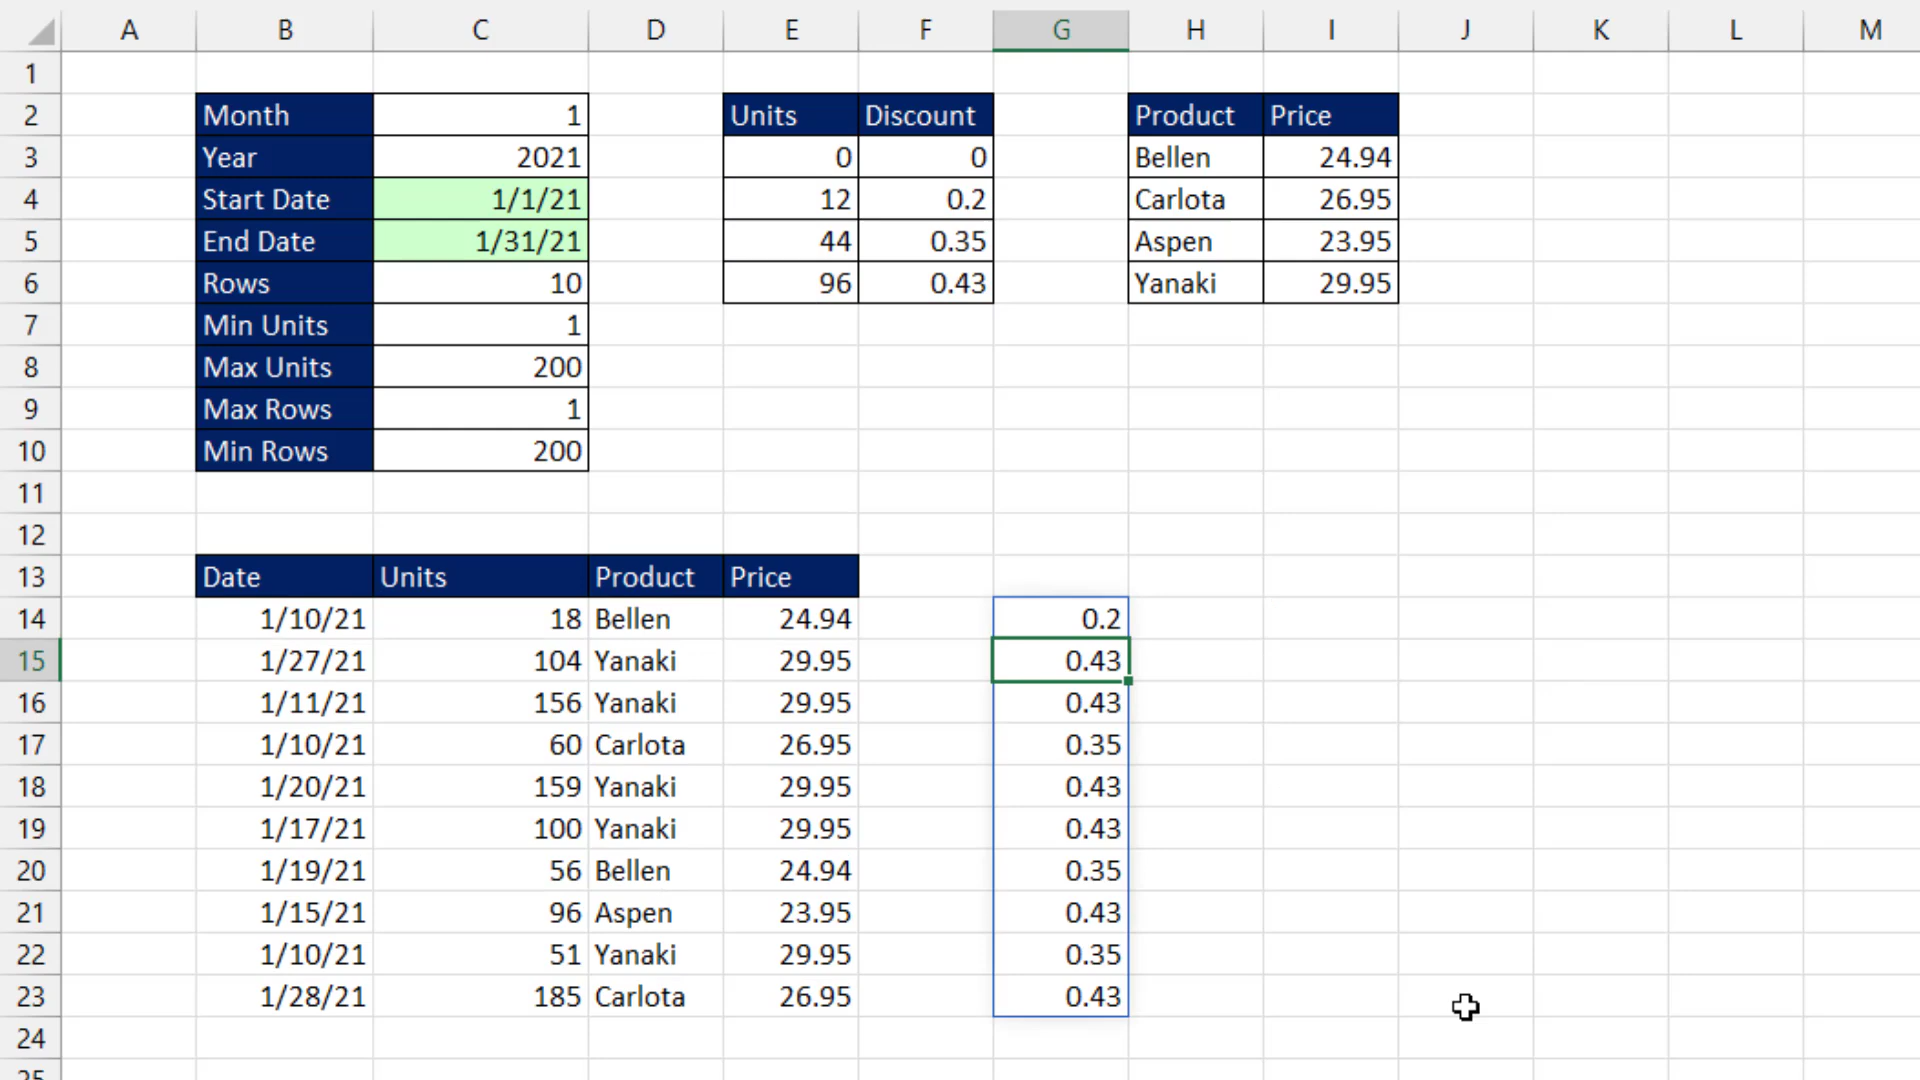 A B C D E F G H I J K L M
1
2 Month 1 Units Discount Product Price
3 Year 2021 0 0 Bellen 24.94
4 Start Date 1/1/21 12 0.2 Carlota 26.95
5 End Date 1/31/21 44 0.35 Aspen 23.95
6 Rows 10 96 0.43 Yanaki 29.95
7 Min Units 1
8 Max Units 200
9 Max Rows 1
10 Min Rows 200
11
12
13 Date Units Product Price
14 1/10/21 18 Bellen 24.94 0.2
15 1/27/21 104 Yanaki 29.95 0.43
16 1/11/21 156 Yanaki 29.95 0.43
17 1/10/21 60 Carlota 26.95 0.35
18 1/20/21 159 Yanaki 29.95 0.43
19 1/17/21 100 Yanaki 29.95 0.43
20 1/19/21 56 Bellen 24.94 0.35
21 1/15/21 96 Aspen 23.95 0.43
22 1/10/21 51 Yanaki 29.95 0.35
23 1/28/21 185 Carlota 26.95 0.43
24
25